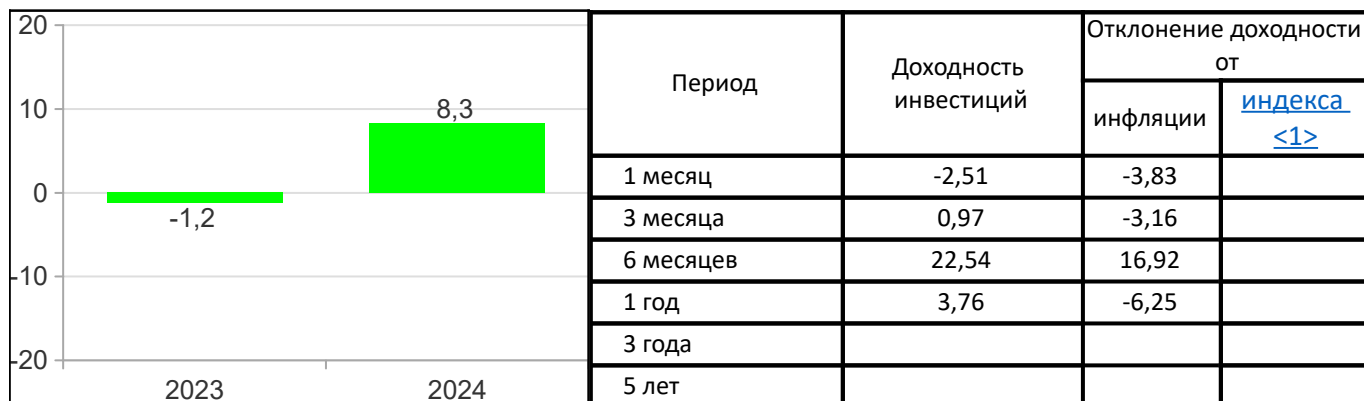 20
10
0
-10
-20
-1,2
8,3
2023
2024
Период
Доходность
инвестиций
Отклонение доходности
от
инфляции
индекса
<1>
1 месяц -2,51 -3,83
3 месяца 0,97 -3,16
6 месяцев 22,54 16,92
1 год 3,76 -6,25
3 года
5 лет